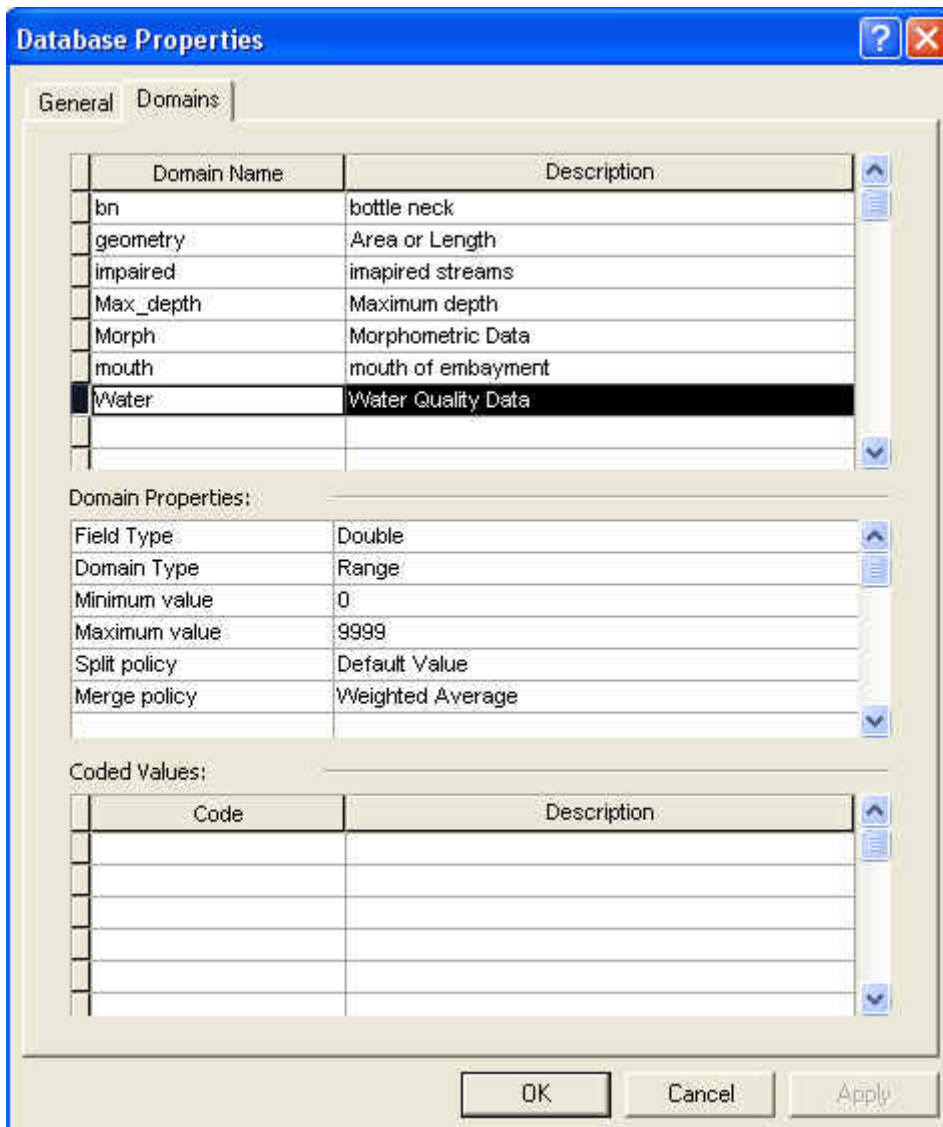 Database Properties
General Domains
Domain Name Description
bn bottle neck
geometry Area or Length
impaired imapired streams
Max_depth Maximum depth
Morph Morphometric Data
mouth mouth of embayment
Water Water Quality Data
Domain Properties:
Field Type Double
Domain Type Range
Minimum value 0
Maximum value 9999
Split policy Default Value
Merge policy Weighted Average
Coded Values:
Code Description
OK Cancel Apply